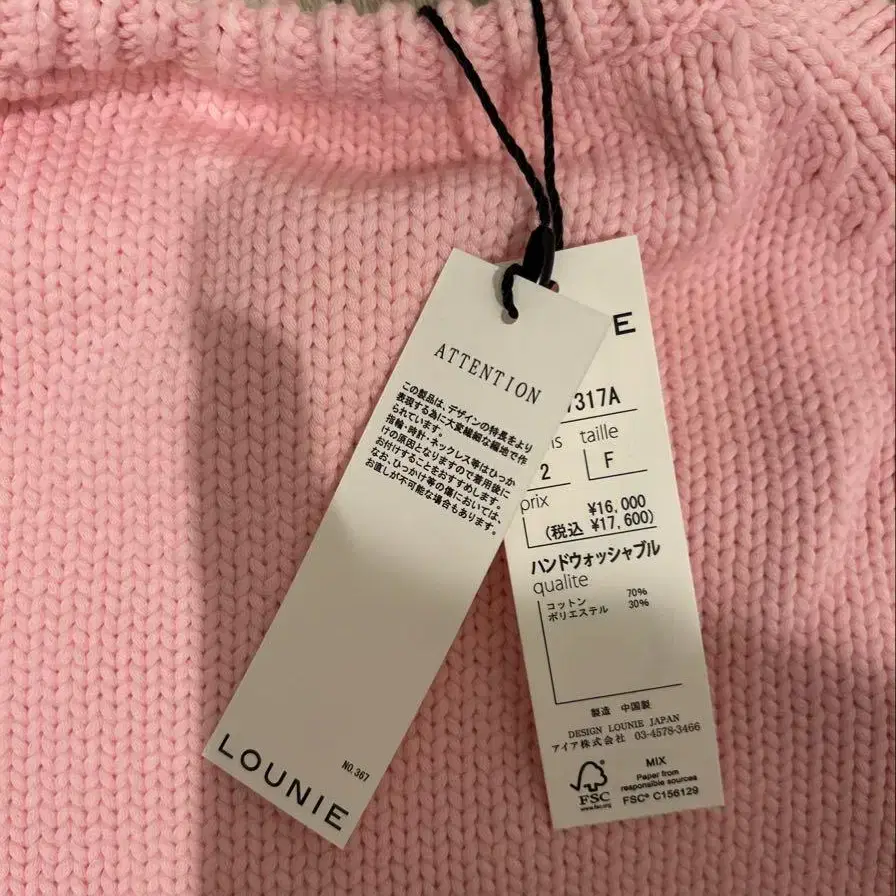 ATTENTION
この製品は、デザインの特長をより
表現する為に大変繊細な編地で作
られています。
指輪・時計・ネックレス等はひっか
けの原因となりますので着用後に
お付けすることをおすすめします。
なお、ひっかけ等の傷においては、
お直しが不可能な場合もあります。
NO.367
LOUNIE
E
317A
taille
2
F
prix
¥16,000
(税込 ¥17,600)
ハンドウォッシャブル
qualite
コットン 70%
ポリエステル 30%
製造 中国製
DESIGN LOUNIE JAPAN
アイア株式会社 03-4578-3466
FSC
www.fsc.org
MIX
Paper from
responsible sources
FSC® C156129